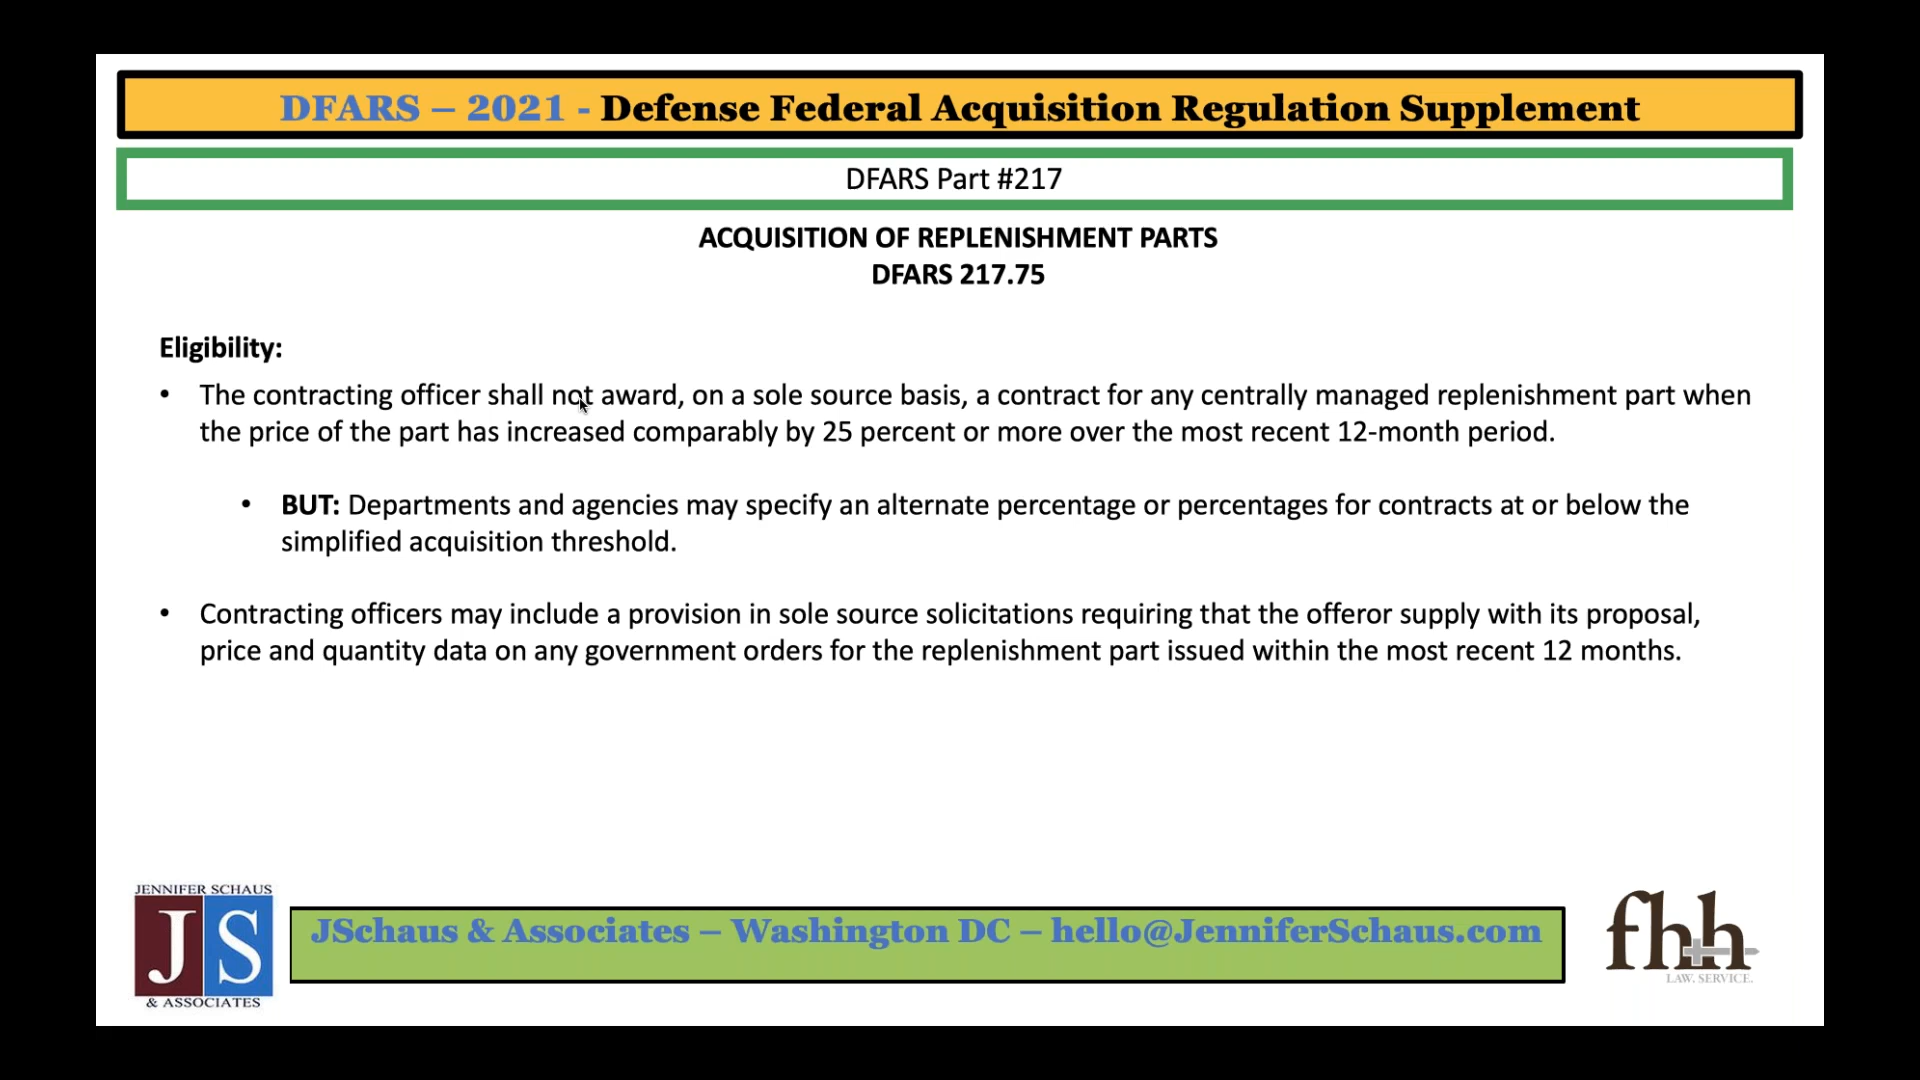 DFARS – 2021 - Defense Federal Acquisition Regulation Supplement
DFARS Part #217
ACQUISITION OF REPLENISHMENT PARTS
DFARS 217.75
Eligibility:
• The contracting officer shall not award, on a sole source basis, a contract for any centrally managed replenishment part when
the price of the part has increased comparably by 25 percent or more over the most recent 12-month period.
• BUT: Departments and agencies may specify an alternate percentage or percentages for contracts at or below the
simplified acquisition threshold.
• Contracting officers may include a provision in sole source solicitations requiring that the offeror supply with its proposal,
price and quantity data on any government orders for the replenishment part issued within the most recent 12 months.
JENNIFER SCHAUS
JS
& ASSOCIATES
JSchaus & Associates – Washington DC – hello@JenniferSchaus.com
fhh
LAW. SERVICE.